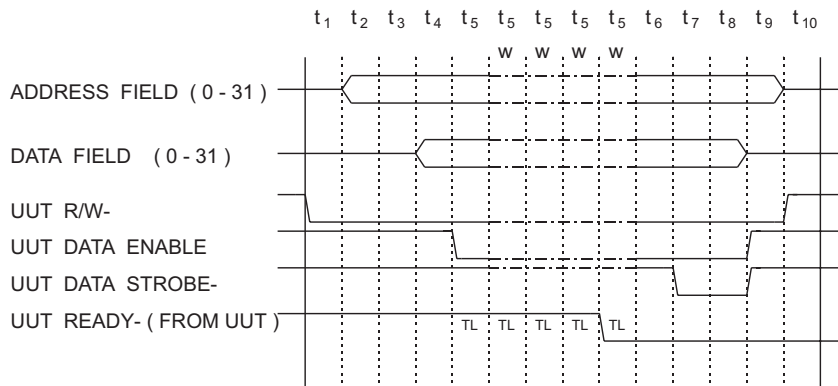 t1 t2 t3 t4 t5 t5 t5 t5 t5 t6 t7 t8 t9 t10
W W W W
ADDRESS FIELD ( 0 - 31 )
DATA FIELD ( 0 - 31 )
UUT R/W-
UUT DATA ENABLE
UUT DATA STROBE-
UUT READY- ( FROM UUT ) TL TL TL TL TL